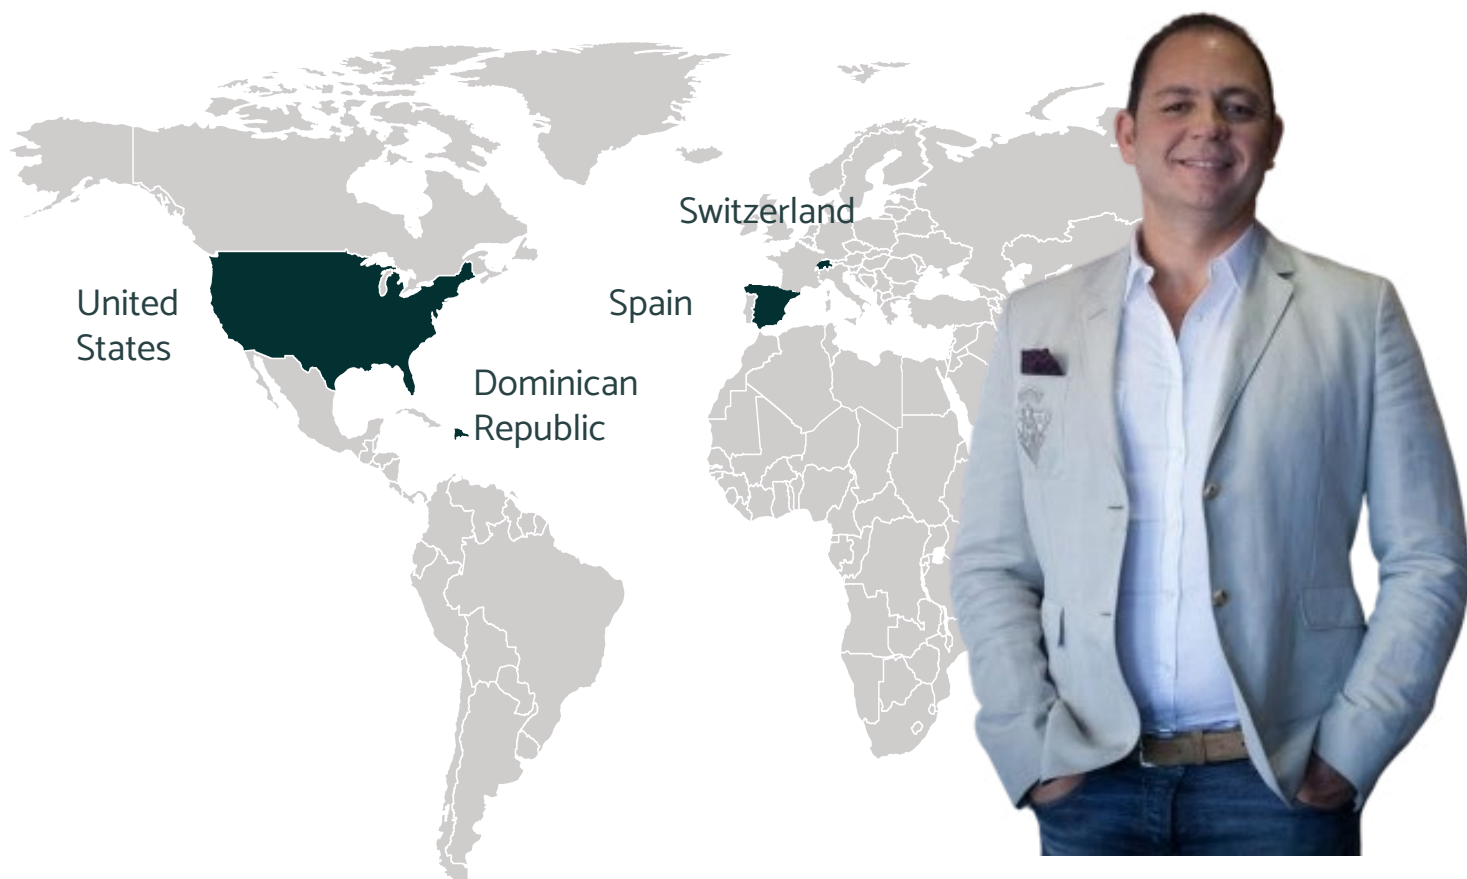 Switzerland
United
States
Spain
Dominican
Republic